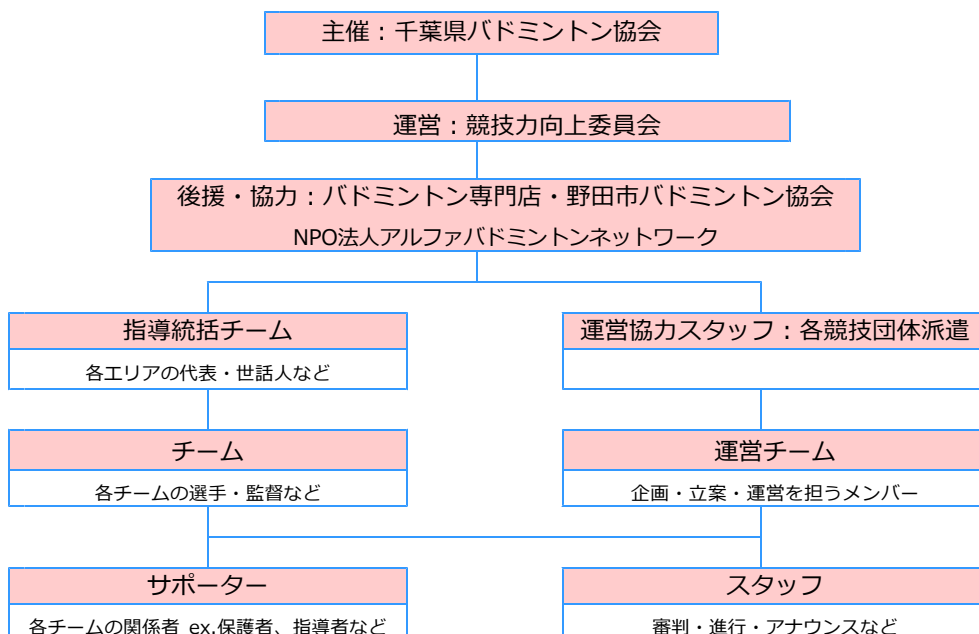 主催：千葉県バドミントン協会
運営：競技力向上委員会
後援・協力：バドミントン専門店・野田市バドミントン協会
NPO法人アルファバドミントンネットワーク
指導統括チーム
各エリアの代表・世話人など
運営協力スタッフ：各競技団体派遣
チーム
各チームの選手・監督など
運営チーム
企画・立案・運営を担うメンバー
サポーター
各チームの関係者 ex.保護者、指導者など
スタッフ
審判・進行・アナウンスなど